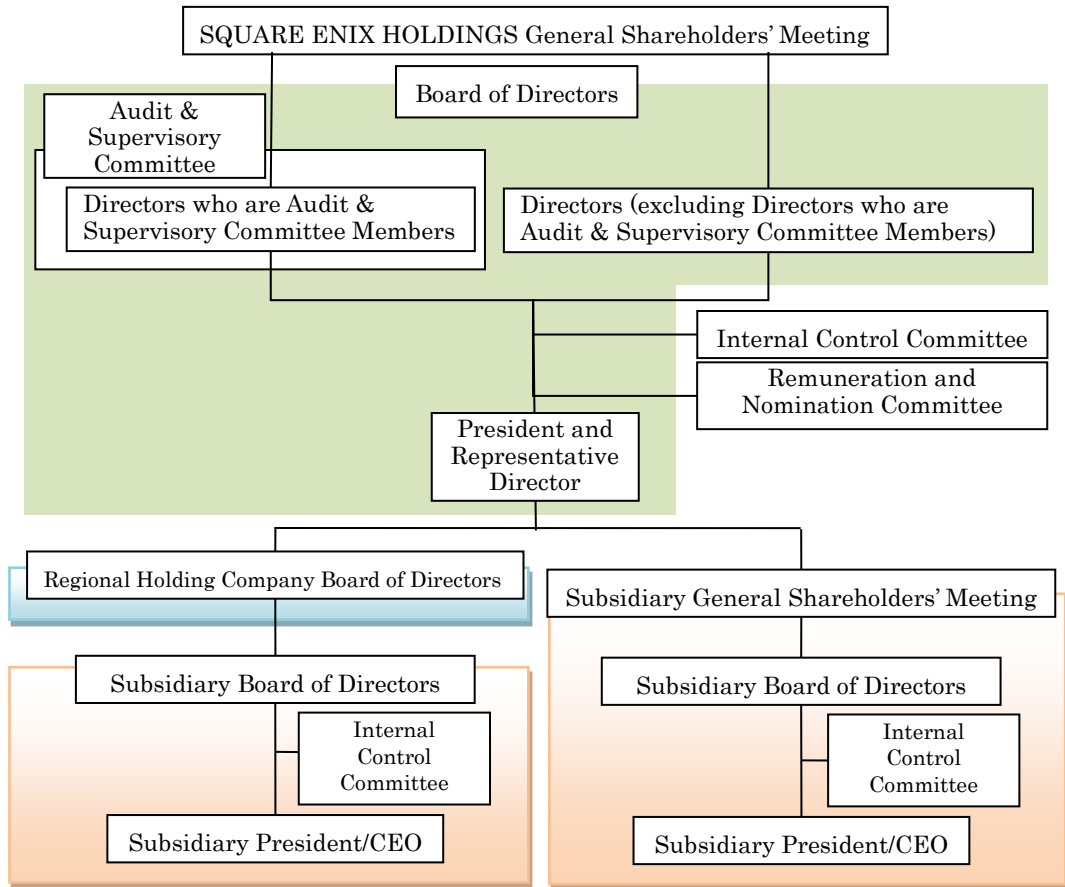 SQUARE ENIX HOLDINGS General Shareholders’ Meeting
Board of Directors
Audit &
Supervisory
Committee
Directors who are Audit &
Supervisory Committee Members
Directors (excluding Directors who are
Audit & Supervisory Committee Members)
Internal Control Committee
Remuneration and
Nomination Committee
President and
Representative
Director
Regional Holding Company Board of Directors
Subsidiary Board of Directors
Internal
Control
Committee
Subsidiary President/CEO
Subsidiary General Shareholders’ Meeting
Subsidiary Board of Directors
Internal
Control
Committee
Subsidiary President/CEO